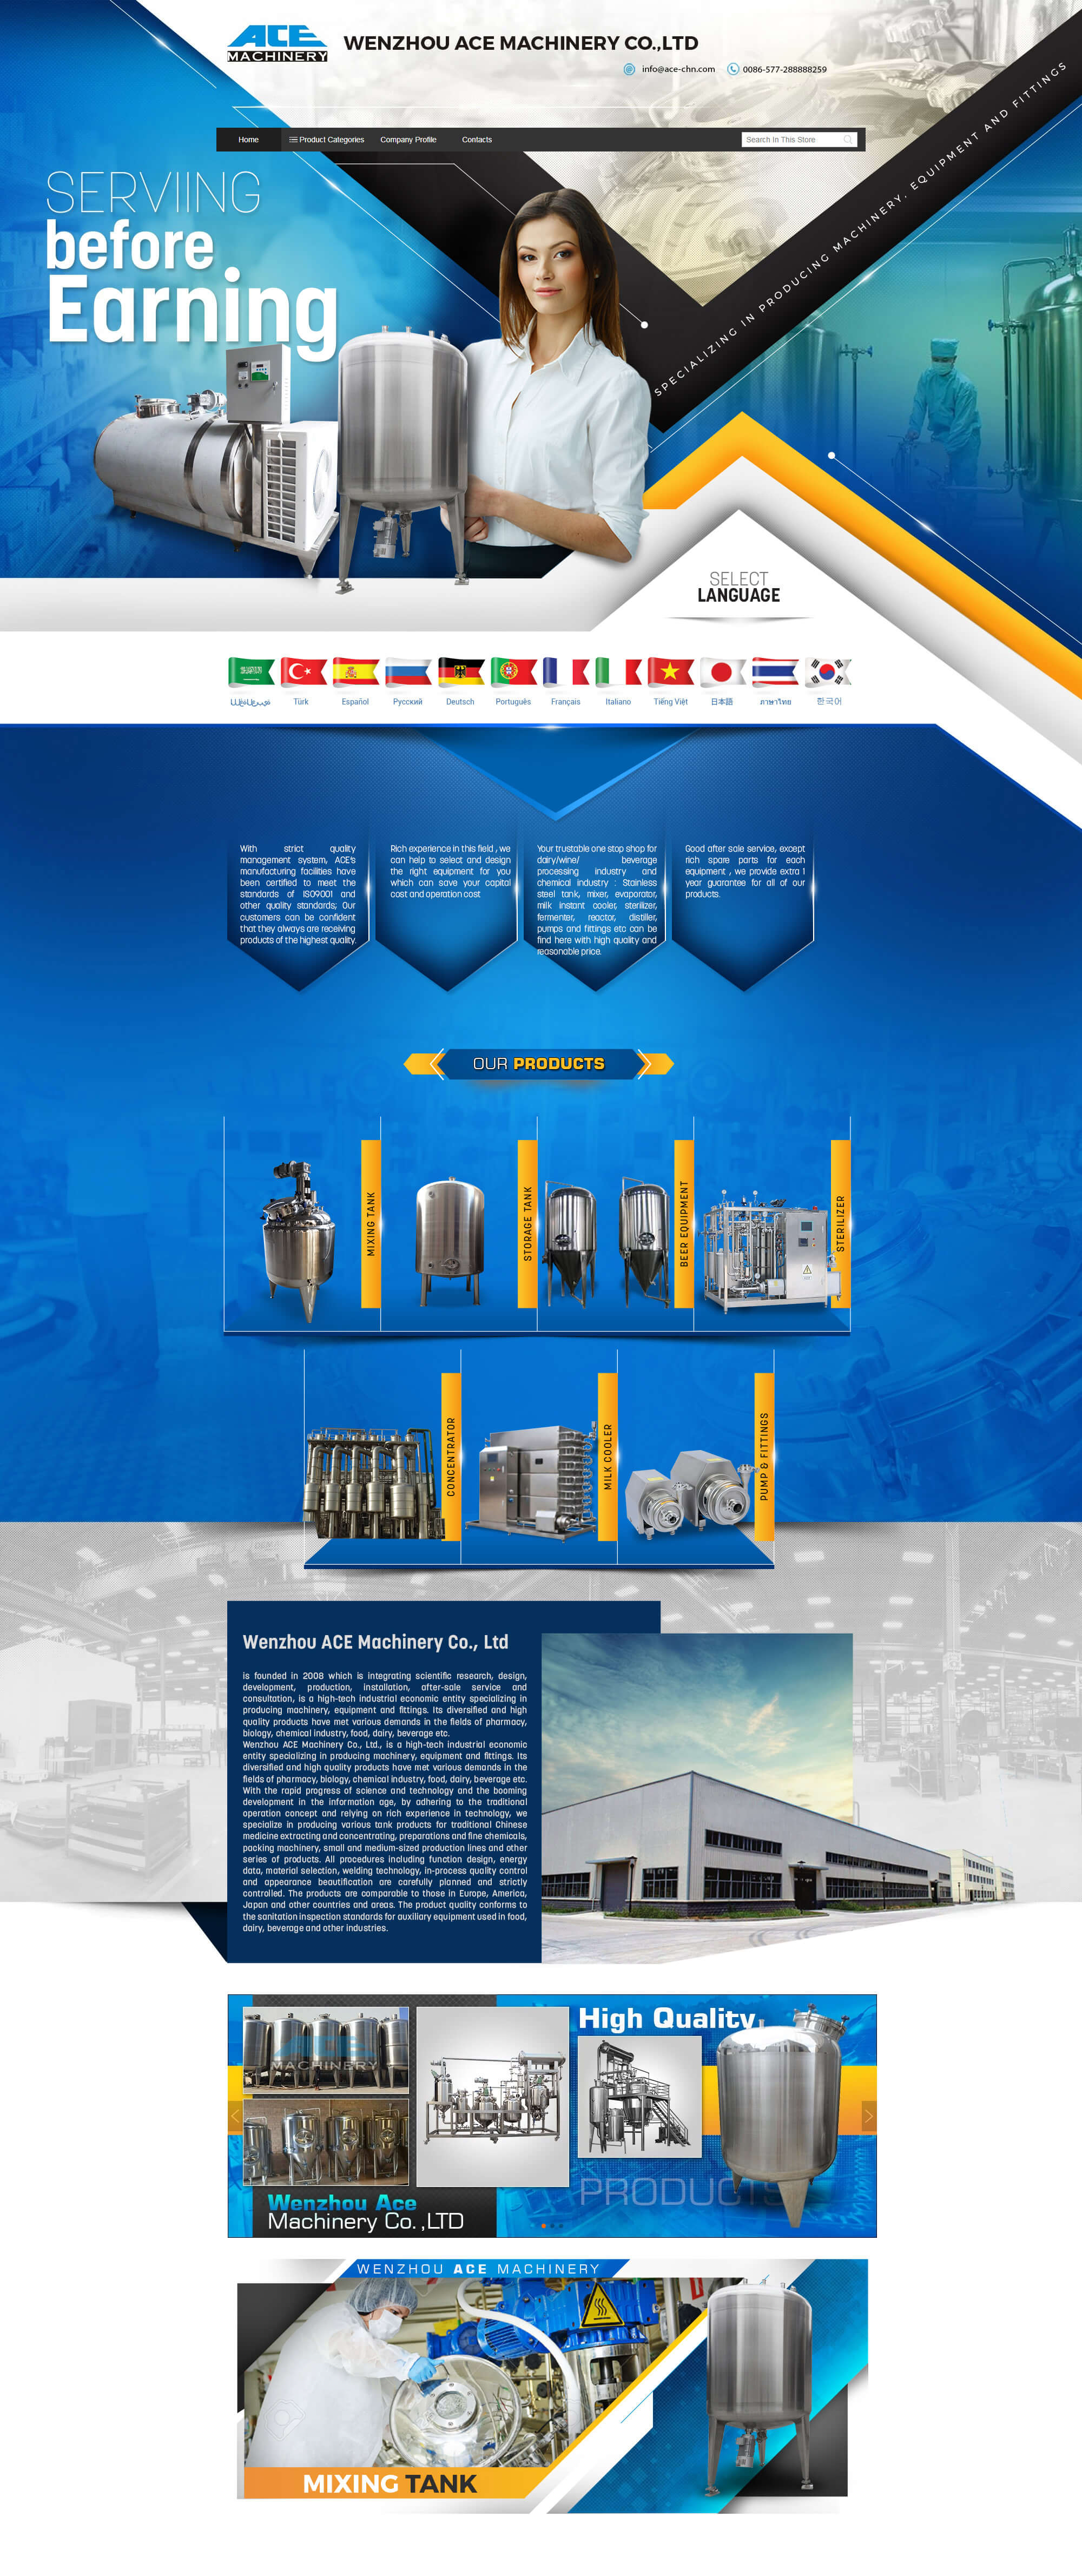 ACE
MACHINERY
WENZHOU ACE MACHINERY CO.,LTD
info@ace-chn.com
0086-577-288888259
Home
Product Categories
Company Profile
Contacts
Search In This Store
SERVIING
before
Earning
SPECIALIZING IN PRODUCING MACHINERY, EQUIPMENT AND FITTINGS
SELECT
LANGUAGE
Türk
Español
Русский
Deutsch
Português
Français
Italiano
Tiếng Việt
日本語
ภาษาไทย
한국어
With strict quality
management system, ACE's
manufacturing facilities have
been certified to meet the
standards of ISO9001 and
other quality standards; Our
customers can be confident
that they always are receiving
products of the highest quality.
Rich experience in this field , we
can help to select and design
the right equipment for you
which can save your capital
cost and operation cost
Your trustable one stop shop for
dairy/wine/ beverage
processing industry and
chemical industry : Stainless
steel tank, mixer, evaporator,
milk instant cooler, sterilizer,
fermenter, reactor, distiller,
pumps and fittings etc can be
find here with high quality and
reasonable price.
Good after sale service, except
rich spare parts for each
equipment , we provide extra 1
year guarantee for all of our
products.
OUR PRODUCTS
MIXING TANK
STORAGE TANK
BEER EQUIPMENT
STERILIZER
CONCENTRATOR
MILK COOLER
PUMP & FITTINGS
Wenzhou ACE Machinery Co., Ltd
is founded in 2008 which is integrating scientific research, design,
development, production, installation, after-sale service and
consultation, is a high-tech industrial economic entity specializing in
producing machinery, equipment and fittings. Its diversified and high
quality products have met various demands in the fields of pharmacy,
biology, chemical industry, food, dairy, beverage etc.
Wenzhou ACE Machinery Co., Ltd., is a high-tech industrial economic
entity specializing in producing machinery, equipment and fittings. Its
diversified and high quality products have met various demands in the
fields of pharmacy, biology, chemical industry, food, dairy, beverage etc.
With the rapid progress of science and technology and the booming
development in the information age, by adhering to the traditional
operation concept and relying on rich experience in technology, we
specialize in producing various tank products for traditional Chinese
medicine extracting and concentrating, preparations and fine chemicals,
packing machinery, small and medium-sized production lines and other
series of products. All procedures including function design, energy
data, material selection, welding technology, in-process quality control
and appearance beautification are carefully planned and strictly
controlled. The products are comparable to those in Europe, America,
Japan and other countries and areas. The product quality conforms to
the sanitation inspection standards for auxiliary equipment used in food,
dairy, beverage and other industries.
ACE
MACHINERY
High Quality
PRODUCTS
Wenzhou Ace
Machinery Co.,LTD
WENZHOU ACE MACHINERY
MIXING TANK